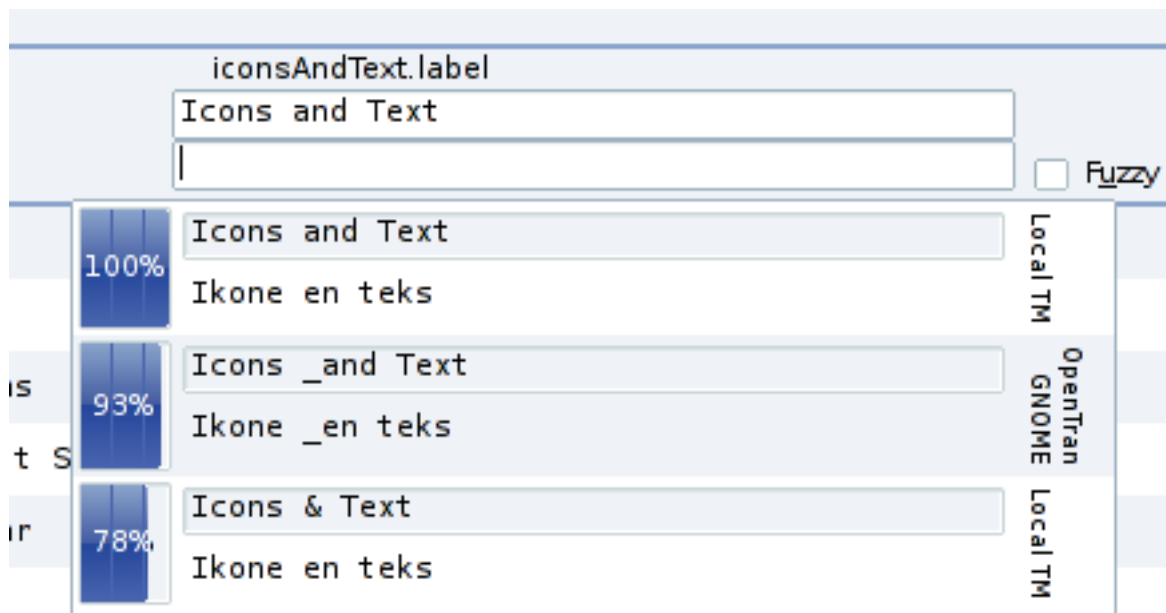 iconsAndText.label
Icons and Text
Fuzzy
Icons and Text
100%
Ikone en teks
Local TM
Icons _and Text
93%
Ikone _en teks
OpenTran
GNOME
Icons & Text
78%
Ikone en teks
Local TM
t S